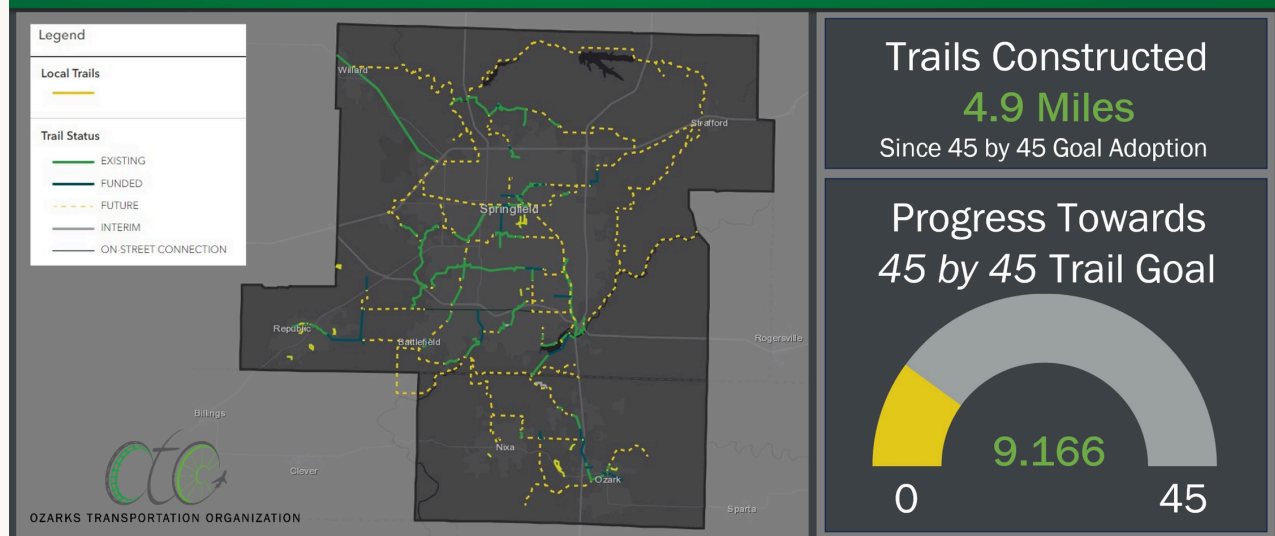 Legend
Local Trails
Trail Status
EXISTING
FUNDED
FUTURE
INTERIM
ON-STREET CONNECTION
Willard
Strafford
Springfield
Republic
Battlefield
Rogersville
Billings
Nixa
Clever
Ozark
Sparta
oto
OZARKS TRANSPORTATION ORGANIZATION
Trails Constructed
4.9 Miles
Since 45 by 45 Goal Adoption
Progress Towards
45 by 45 Trail Goal
9.166
0 45